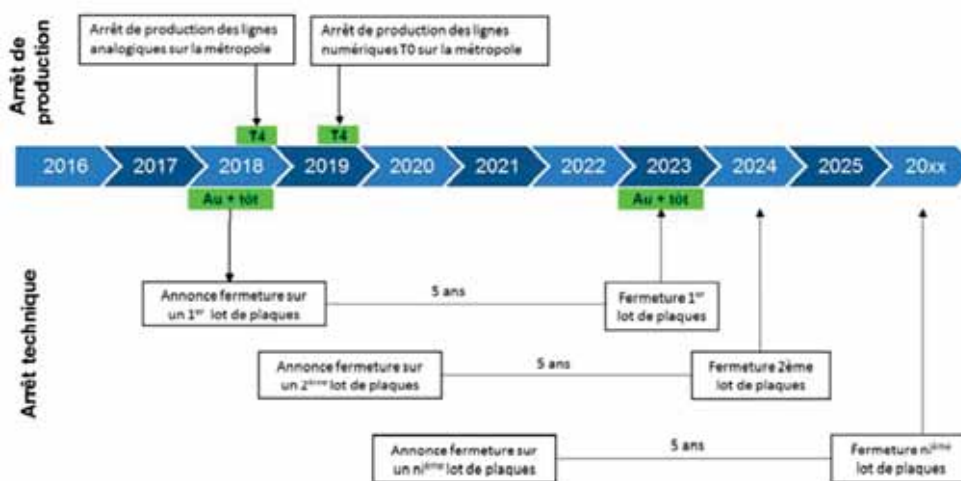 Arrêt de
production
Arrêt de production des lignes
analogiques sur la métropole
Arrêt de production des lignes
numériques T0 sur la métropole
T4
T4
2016
2017
2018
2019
2020
2021
2022
2023
2024
2025
20xx
Au + tôt
Au + tôt
Arrêt technique
Annonce fermeture sur
un 1er lot de plaques
5 ans
Fermeture 1er
lot de plaques
Annonce fermeture sur
un 2ième lot de plaques
5 ans
Fermeture 2ème
lot de plaques
Annonce fermeture sur
un nième lot de plaques
5 ans
Fermeture nième
lot de plaques